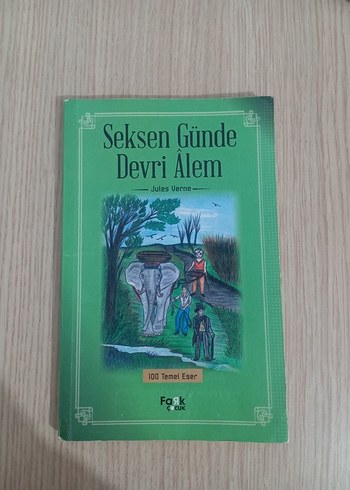 Seksen Günde
Devri Âlem
Jules Verne
100 Temel Eser
Fark
ÇOCUK